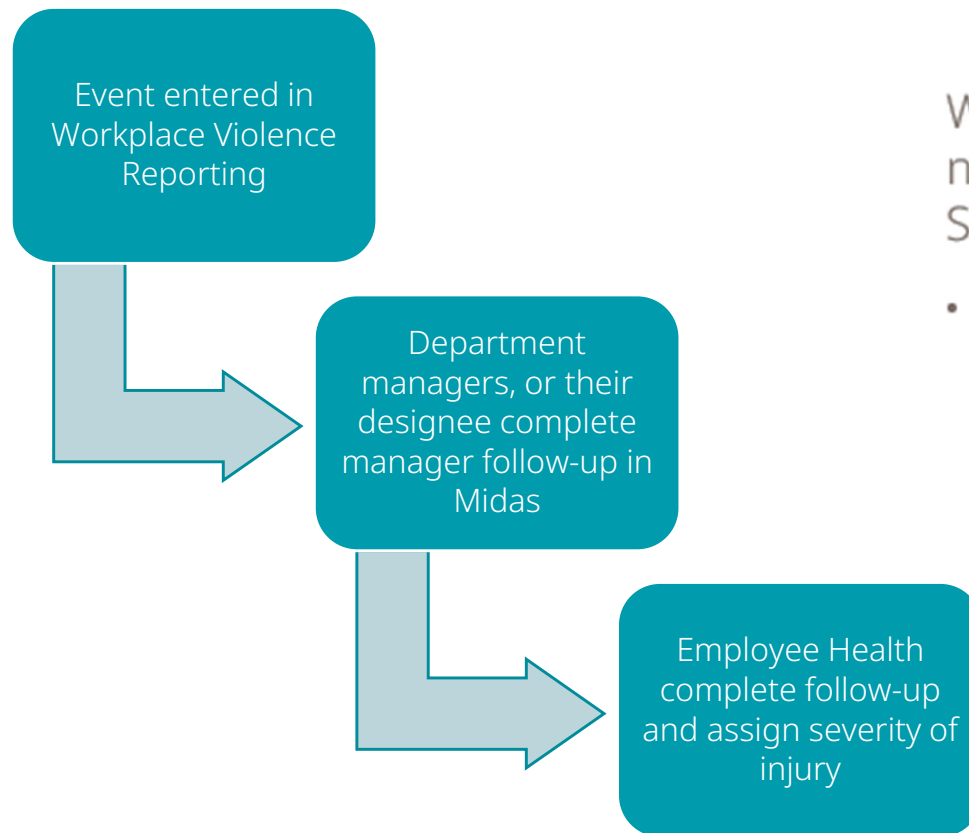 Event entered in
Workplace Violence
Reporting
Department
managers, or their
designee complete
manager follow-up in
Midas
Employee Health
complete follow-up
and assign severity of
injury